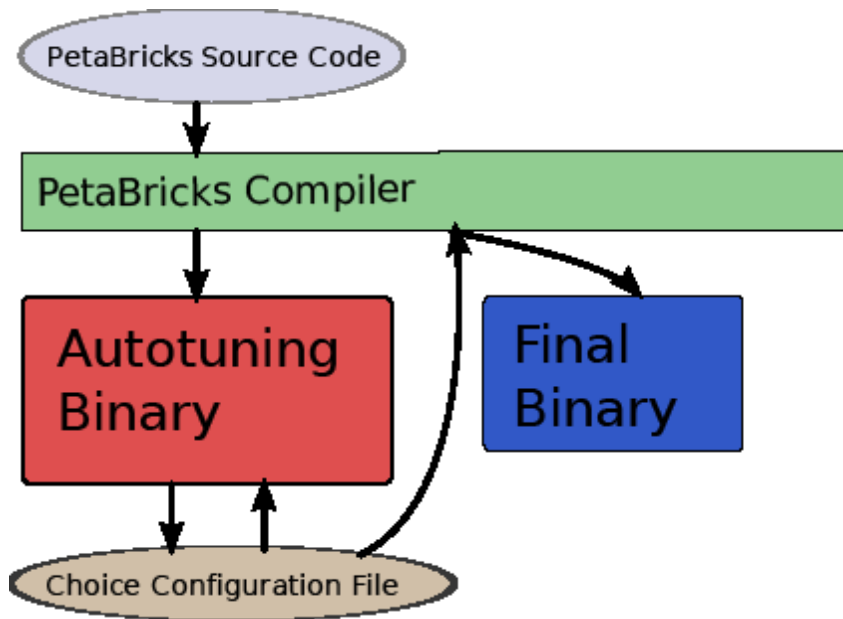 PetaBricks Source Code
PetaBricks Compiler
Autotuning
Binary
Final
Binary
Choice Configuration File